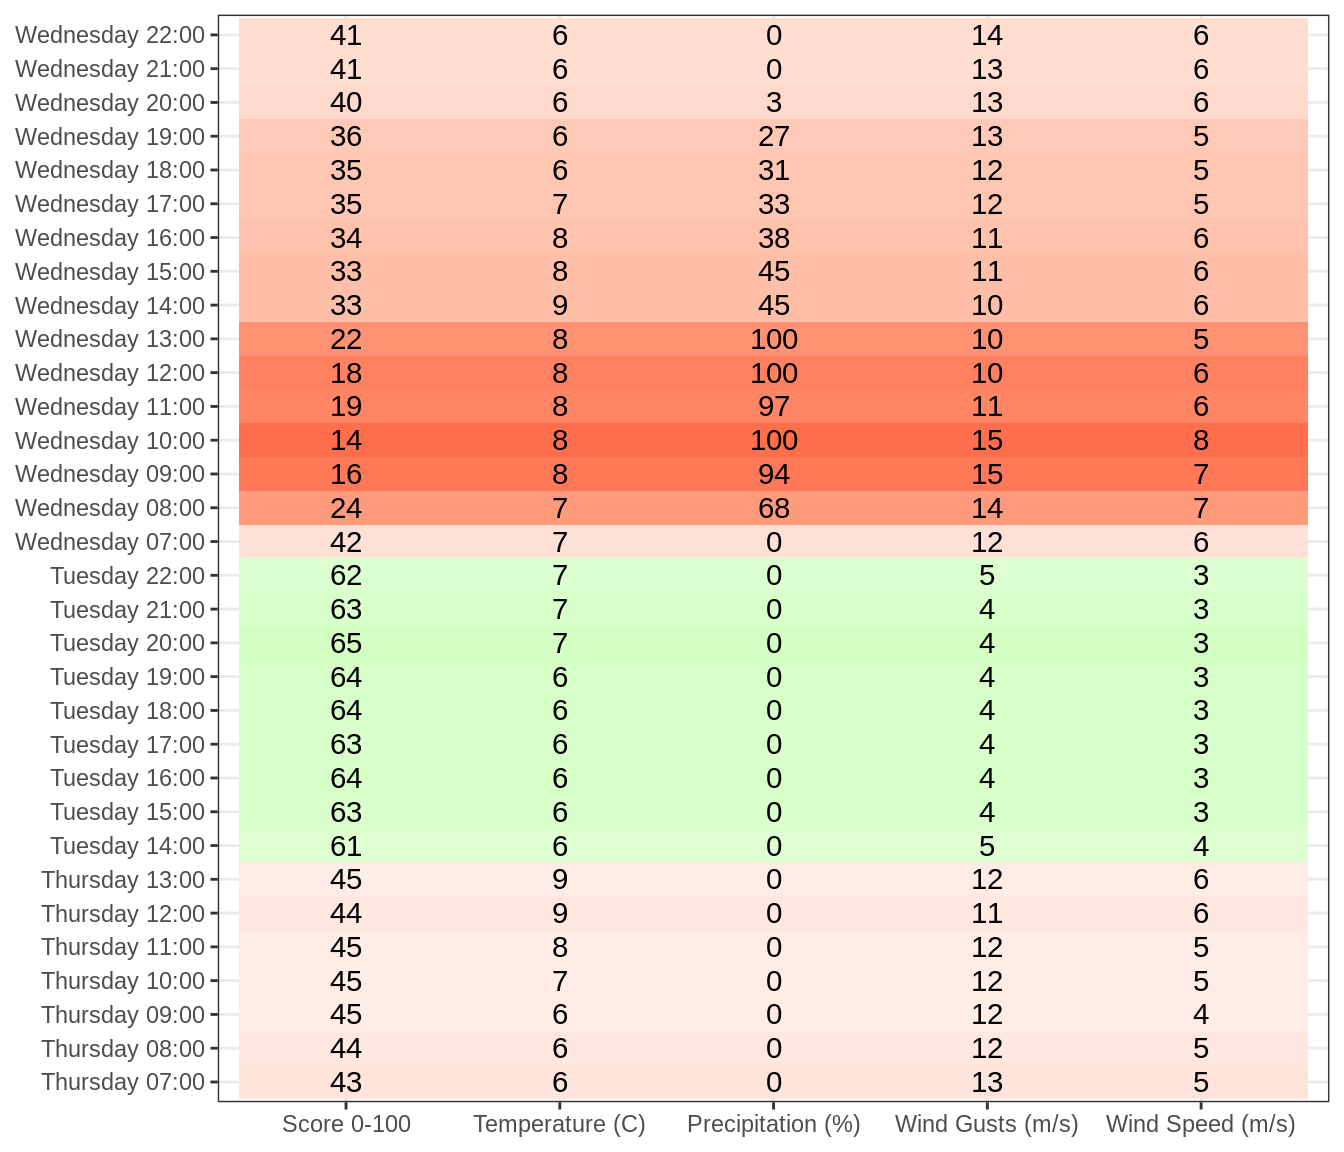 Wednesday 22:00 41 6 0 14 6
Wednesday 21:00 41 6 0 13 6
Wednesday 20:00 40 6 3 13 6
Wednesday 19:00 36 6 27 13 5
Wednesday 18:00 35 6 31 12 5
Wednesday 17:00 35 7 33 12 5
Wednesday 16:00 34 8 38 11 6
Wednesday 15:00 33 8 45 11 6
Wednesday 14:00 33 9 45 10 6
Wednesday 13:00 22 8 100 10 5
Wednesday 12:00 18 8 100 10 6
Wednesday 11:00 19 8 97 11 6
Wednesday 10:00 14 8 100 15 8
Wednesday 09:00 16 8 94 15 7
Wednesday 08:00 24 7 68 14 7
Wednesday 07:00 42 7 0 12 6
Tuesday 22:00 62 7 0 5 3
Tuesday 21:00 63 7 0 4 3
Tuesday 20:00 65 7 0 4 3
Tuesday 19:00 64 6 0 4 3
Tuesday 18:00 64 6 0 4 3
Tuesday 17:00 63 6 0 4 3
Tuesday 16:00 64 6 0 4 3
Tuesday 15:00 63 6 0 4 3
Tuesday 14:00 61 6 0 5 4
Thursday 13:00 45 9 0 12 6
Thursday 12:00 44 9 0 11 6
Thursday 11:00 45 8 0 12 5
Thursday 10:00 45 7 0 12 5
Thursday 09:00 45 6 0 12 4
Thursday 08:00 44 6 0 12 5
Thursday 07:00 43 6 0 13 5
Score 0-100 Temperature (C) Precipitation (%) Wind Gusts (m/s) Wind Speed (m/s)